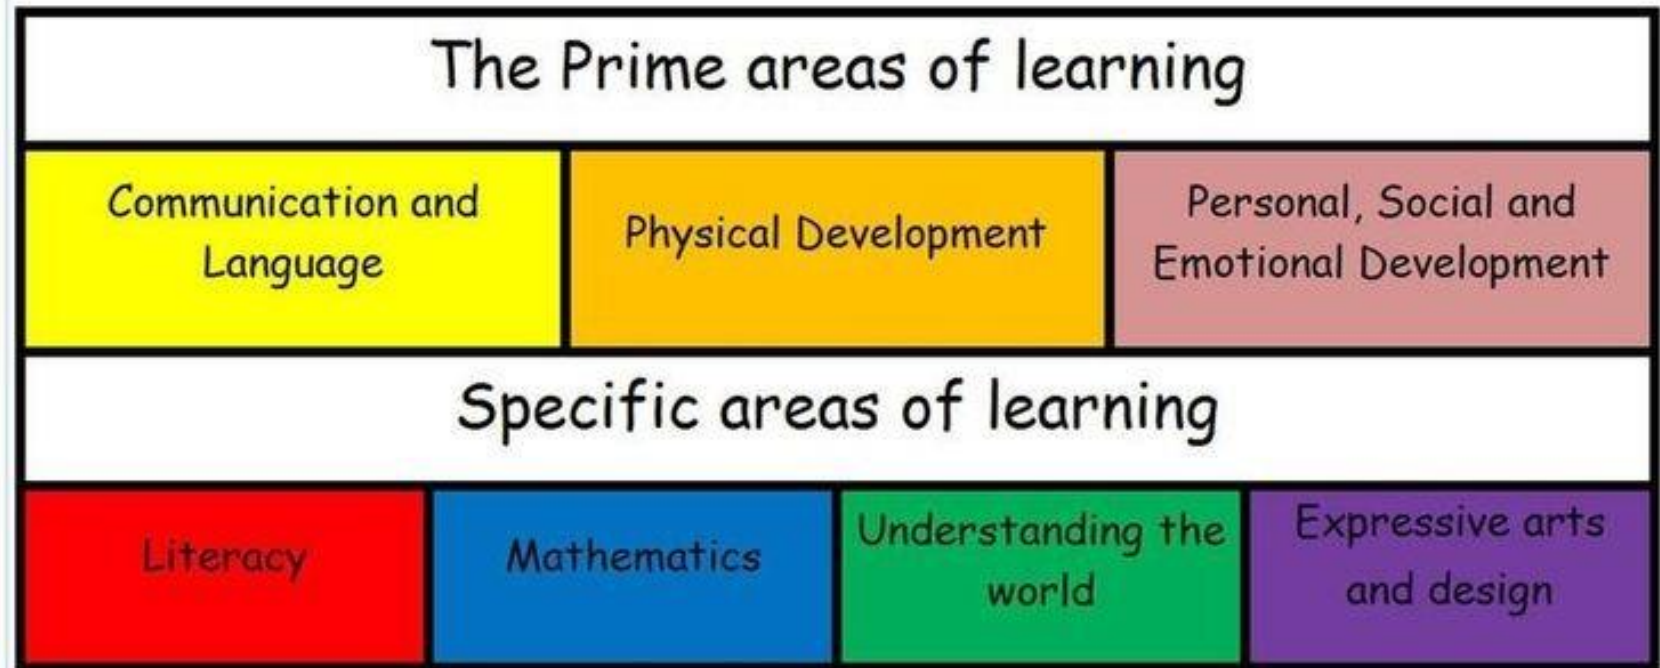 The Prime areas of learning
Communication and
Language
Physical Development
Personal, Social and
Emotional Development
Specific areas of learning
Literacy
Mathematics
Understanding the
world
Expressive arts
and design